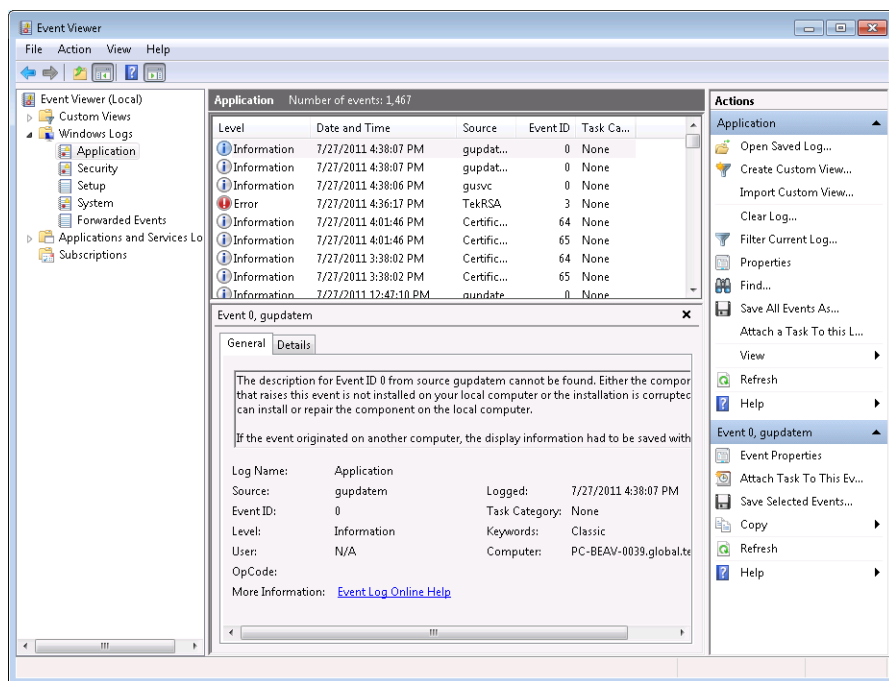 Event Viewer
File Action View Help
Event Viewer (Local)
Custom Views
Windows Logs
Application
Security
Setup
System
Forwarded Events
Applications and Services Lo
Subscriptions
Application Number of events: 1,467
Level Date and Time Source Event ID Task Ca...
Information 7/27/2011 4:38:07 PM gupdat... 0 None
Information 7/27/2011 4:38:07 PM gupdat... 0 None
Information 7/27/2011 4:38:06 PM gusvc 0 None
Error 7/27/2011 4:36:17 PM TekRSA 3 None
Information 7/27/2011 4:01:46 PM Certific... 64 None
Information 7/27/2011 4:01:46 PM Certific... 65 None
Information 7/27/2011 3:38:02 PM Certific... 64 None
Information 7/27/2011 3:38:02 PM Certific... 65 None
Information 7/27/2011 12:47:10 PM gupdate 0 None
Event 0, gupdatem
General Details
The description for Event ID 0 from source gupdatem cannot be found. Either the compor
that raises this event is not installed on your local computer or the installation is corrupted
can install or repair the component on the local computer.
If the event originated on another computer, the display information had to be saved with
Log Name: Application
Source: gupdatem Logged: 7/27/2011 4:38:07 PM
Event ID: 0 Task Category: None
Level: Information Keywords: Classic
User: N/A Computer: PC-BEAV-0039.global.te
OpCode:
More Information: Event Log Online Help
Actions
Application
Open Saved Log...
Create Custom View...
Import Custom View...
Clear Log...
Filter Current Log...
Properties
Find...
Save All Events As...
Attach a Task To this L...
View
Refresh
Help
Event 0, gupdatem
Event Properties
Attach Task To This Ev...
Save Selected Events...
Copy
Refresh
Help